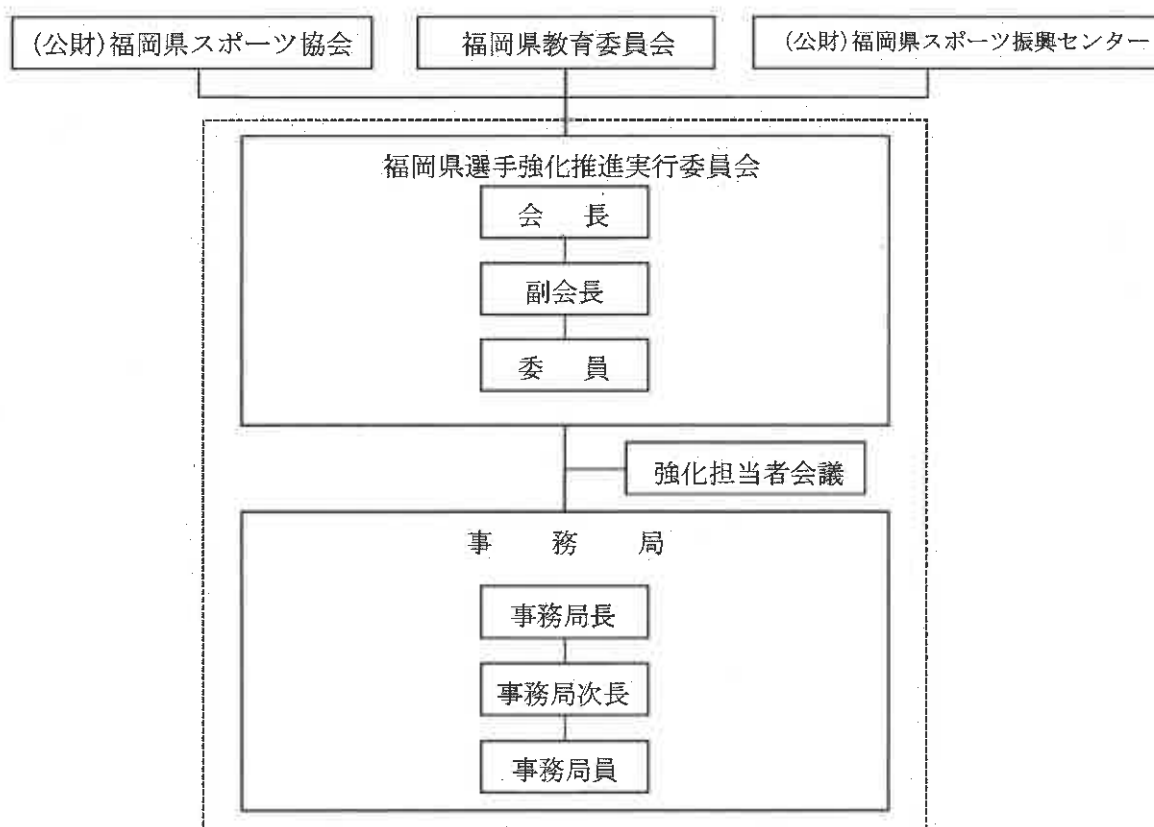 (公財)福岡県スポーツ協会
福岡県教育委員会
(公財)福岡県スポーツ振興センター
福岡県選手強化推進実行委員会
会　長
副会長
委　員
強化担当者会議
事　務　局
事務局長
事務局次長
事務局員